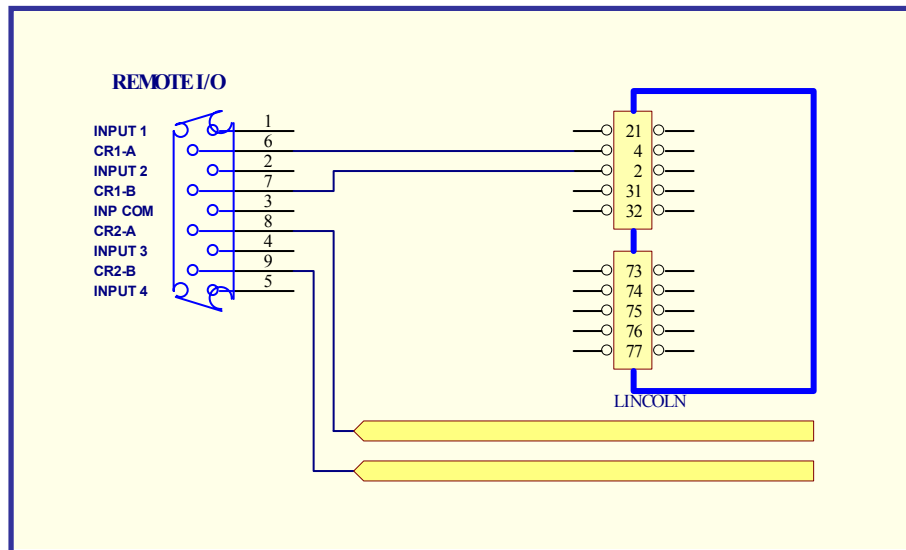 REMOTE I/O
INPUT 1 1
CR1-A 6
INPUT 2 2
CR1-B 7
INP COM 3
CR2-A 8
INPUT 3 4
CR2-B 9
INPUT 4 5
21
4
2
31
32
73
74
75
76
77
LINCOLN